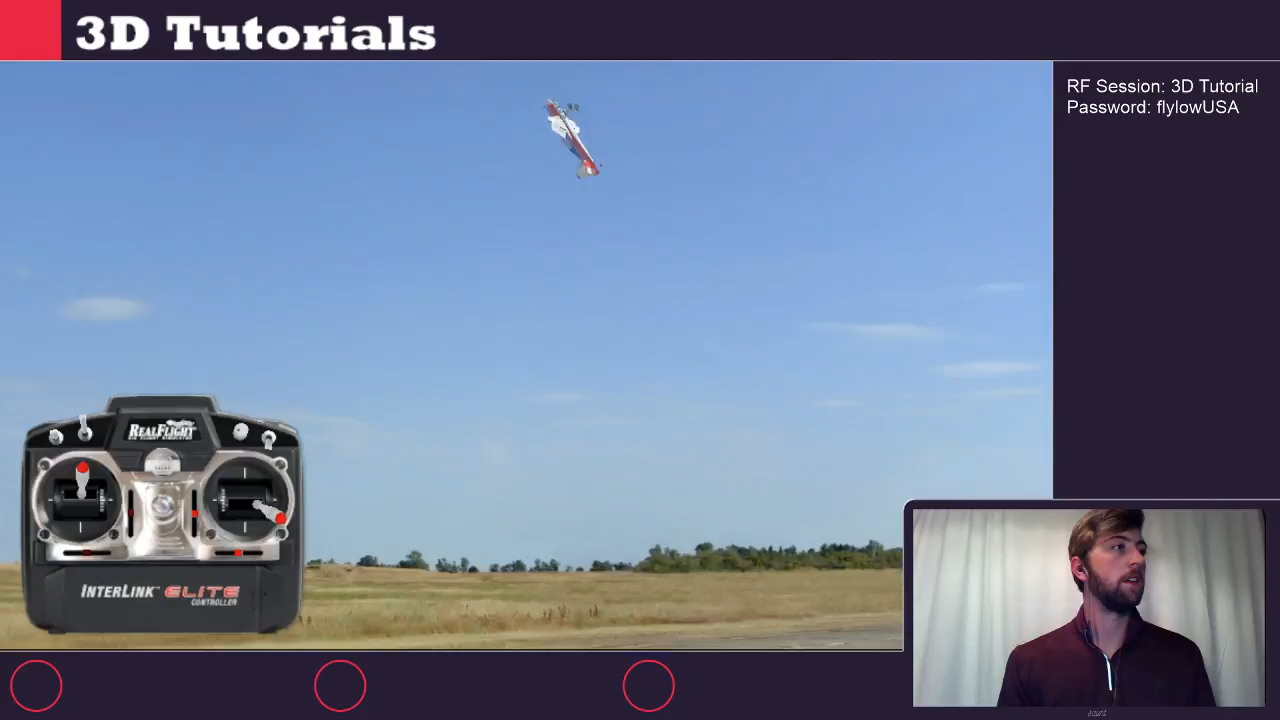 3D Tutorials
RF Session: 3D Tutorial
Password: flylowUSA
REALFLIGHT
INTERLINK ELITE
CONTROLLER